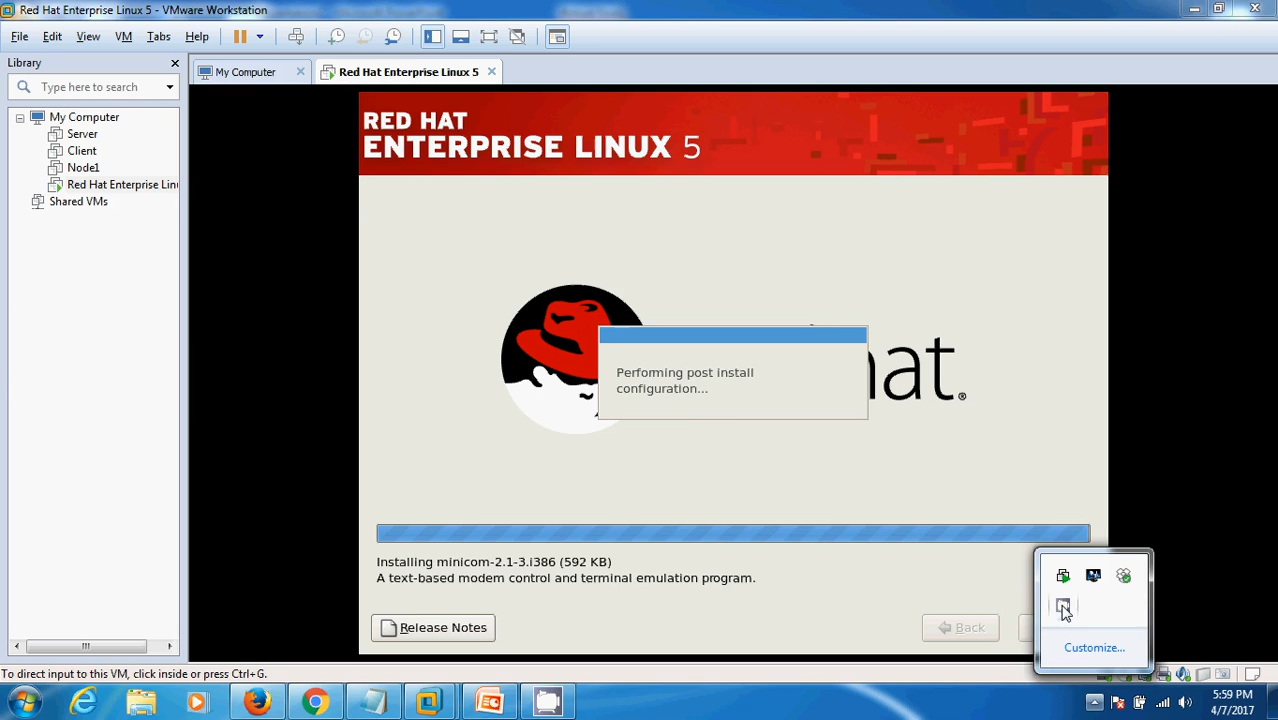 Red Hat Enterprise Linux 5 - VMware Workstation
File Edit View VM Tabs Help
Library
My Computer
Red Hat Enterprise Linux 5
Type here to search
My Computer
Server
Client
Node1
Red Hat Enterprise Linu
Shared VMs
RED HAT
ENTERPRISE LINUX 5
Performing post install
configuration...
hat
®
Installing minicom-2.1-3.i386 (592 KB)
A text-based modem control and terminal emulation program.
Release Notes
Back
Customize...
To direct input to this VM, click inside or press Ctrl+G.
5:59 PM
4/7/2017